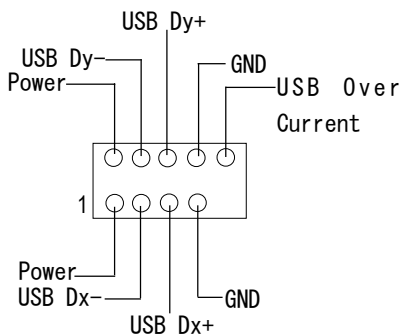 USB Dy+
USB Dy-
GND
Power
USB Over
Current
1
Power
USB Dx-
GND
USB Dx+